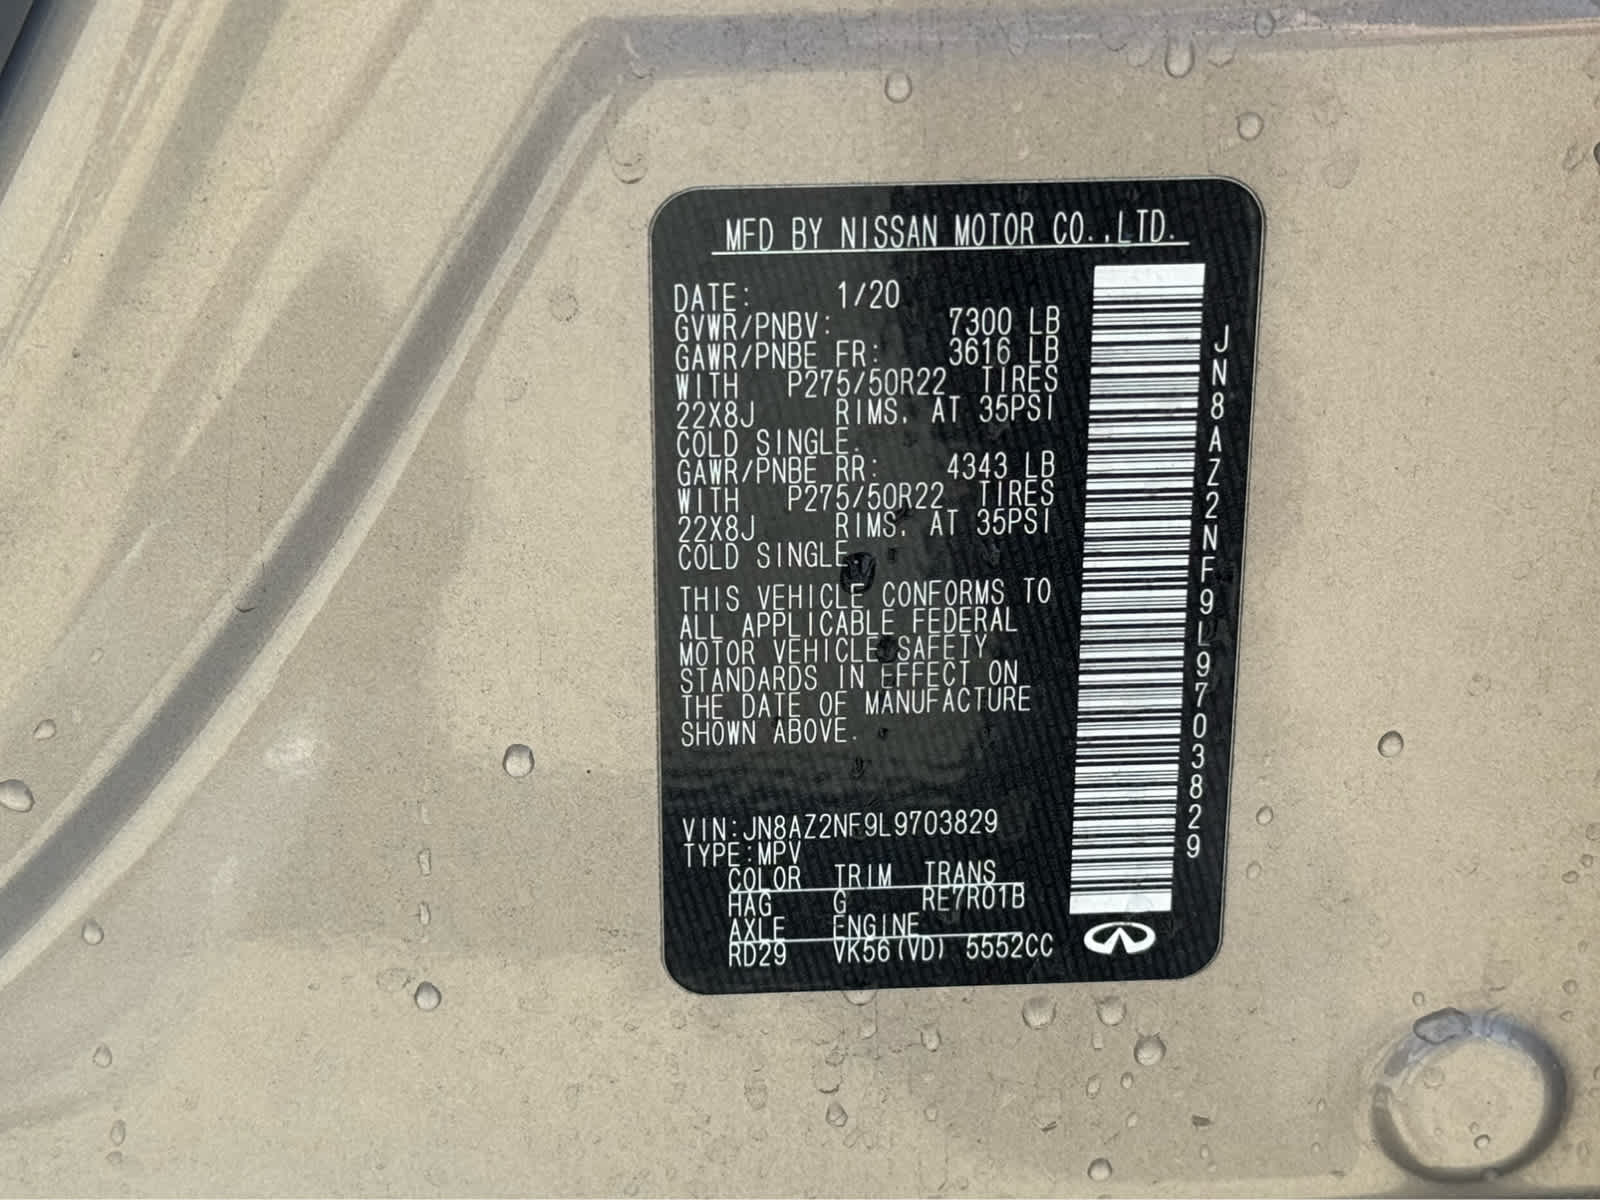 MFD BY NISSAN MOTOR CO.,LTD.
DATE: 1/20
GVWR/PNBV: 7300 LB
GAWR/PNBE FR: 3616 LB
WITH P275/50R22 TIRES
22X8J RIMS, AT 35PSI
COLD SINGLE.
GAWR/PNBE RR: 4343 LB
WITH P275/50R22 TIRES
22X8J RIMS, AT 35PSI
COLD SINGLE.
THIS VEHICLE CONFORMS TO
ALL APPLICABLE FEDERAL
MOTOR VEHICLE SAFETY
STANDARDS IN EFFECT ON
THE DATE OF MANUFACTURE
SHOWN ABOVE.
VIN:JN8AZ2NF9L9703829
TYPE:MPV
COLOR TRIM TRANS
HAG G RE7R01B
AXLE ENGINE
RD29 VK56(VD) 5552CC
JN8AZ2NF9L9703829